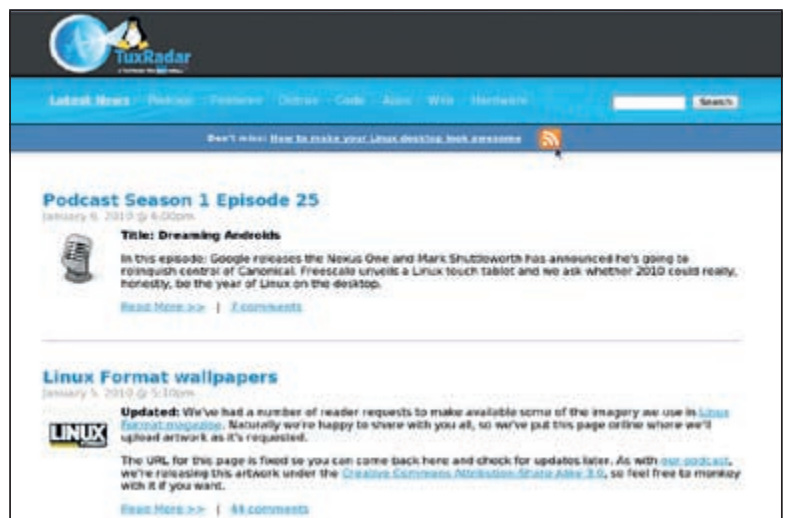 TuxRadar
Latest News Podcast Features Distros Code Apps Web Hardware
Search
Don't miss: How to make your Linux desktop look awesome
Podcast Season 1 Episode 25
January 6, 2010 @ 6:00pm
Title: Dreaming Androids
In this episode: Google releases the Nexus One and Mark Shuttleworth has announced he's going to
relinquish control of Canonical. Freescale unveils a Linux touch tablet and we ask whether 2010 could really,
honestly, be the year of Linux on the desktop.
Read More >> | 7 comments
Linux Format wallpapers
January 5, 2010 @ 5:10pm
LINUX
Updated: We've had a number of reader requests to make available some of the imagery we use in Linux
Format magazine. Naturally we're happy to share with you all, so we've put this page online where we'll
upload artwork as it's requested.
The URL for this page is fixed so you can come back here and check for updates later. As with our podcast,
we're releasing this artwork under the Creative Commons Attribution-Share Alike 3.0, so feel free to monkey
with it if you want.
Read More >> | 44 comments